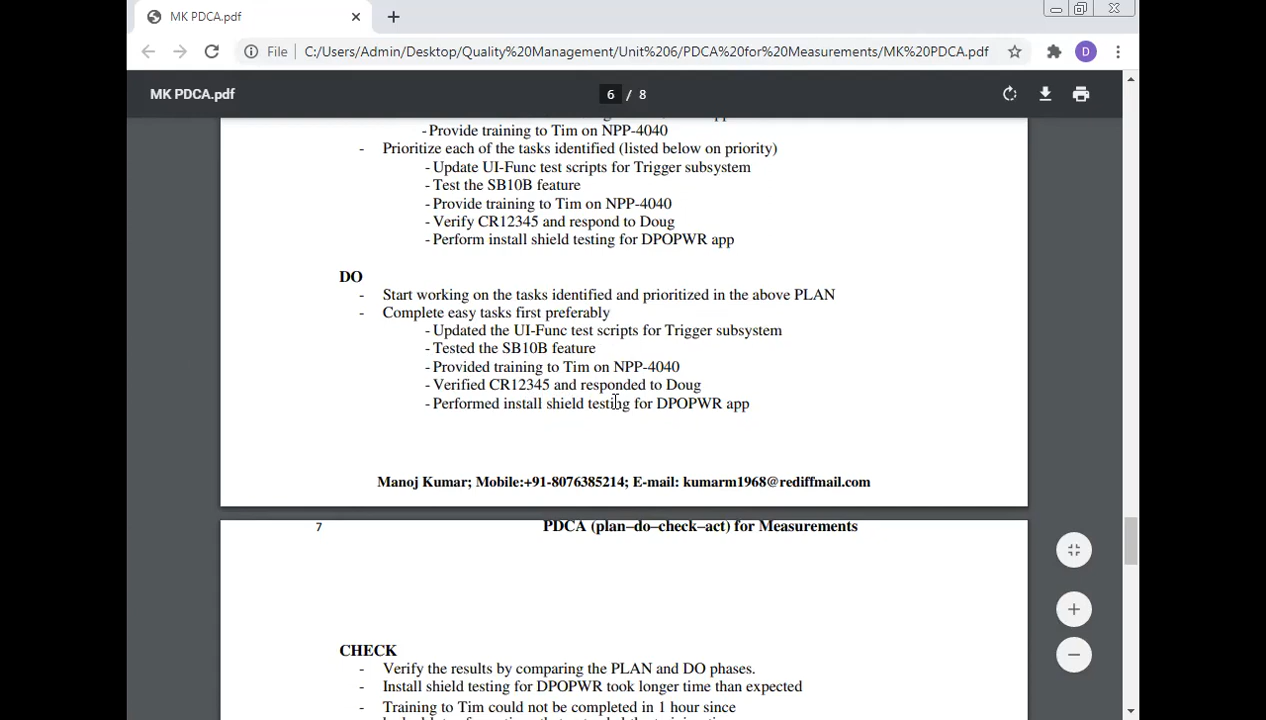 MK PDCA.pdf
File
C:/Users/Admin/Desktop/Quality%20Management/Unit%206/PDCA%20for%20Measurements/MK%20PDCA.pdf
D
MK PDCA.pdf
6 / 8
- Provide training to Tim on NPP-4040
- Prioritize each of the tasks identified (listed below on priority)
- Update UI-Func test scripts for Trigger subsystem
- Test the SB10B feature
- Provide training to Tim on NPP-4040
- Verify CR12345 and respond to Doug
- Perform install shield testing for DPOPWR app
DO
- Start working on the tasks identified and prioritized in the above PLAN
- Complete easy tasks first preferably
- Updated the UI-Func test scripts for Trigger subsystem
- Tested the SB10B feature
- Provided training to Tim on NPP-4040
- Verified CR12345 and responded to Doug
- Performed install shield testing for DPOPWR app
Manoj Kumar; Mobile:+91-8076385214; E-mail: kumarm1968@rediffmail.com
7 PDCA (plan–do–check–act) for Measurements
CHECK
- Verify the results by comparing the PLAN and DO phases.
- Install shield testing for DPOPWR took longer time than expected
- Training to Tim could not be completed in 1 hour since